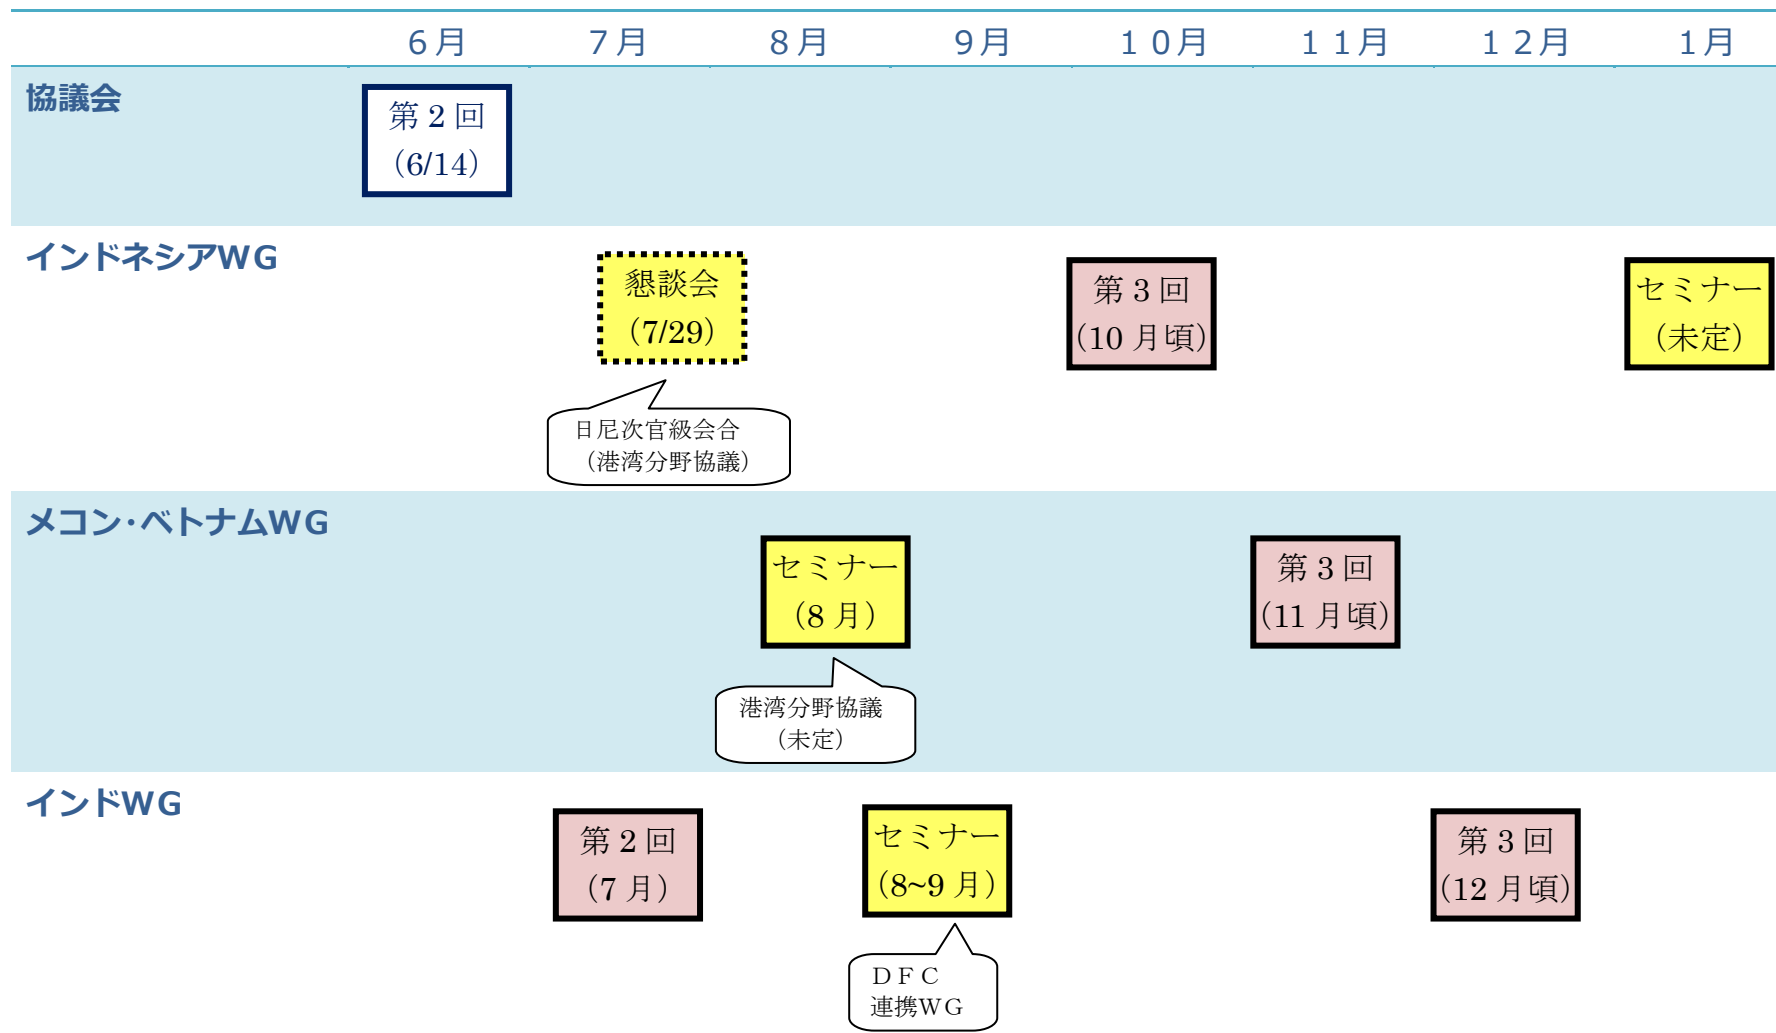 ６月　７月　８月　９月　１０月　１１月　１２月　１月
協議会
第 2 回
（6/14）
インドネシアＷＧ
懇談会
（7/29）
第 3 回
（10 月頃）
セミナー
（未定）
日尼次官級会合
（港湾分野協議）
メコン・ベトナムＷＧ
セミナー
（8 月）
第 3 回
（11 月頃）
港湾分野協議
（未定）
インドＷＧ
第 2 回
（7 月）
セミナー
（8~9 月）
第 3 回
（12 月頃）
ＤＦＣ
連携ＷＧ